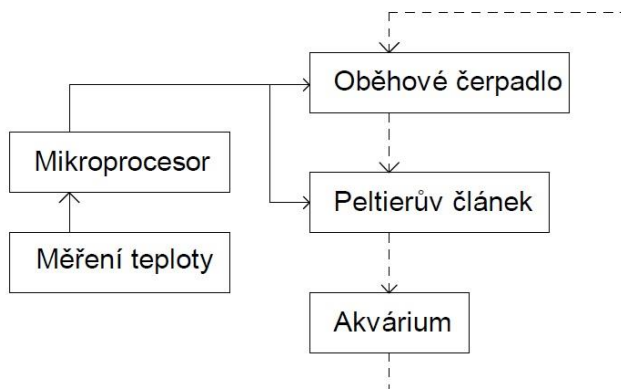 Oběhové čerpadlo
Mikroprocesor
Peltierův článek
Měření teploty
Akvárium